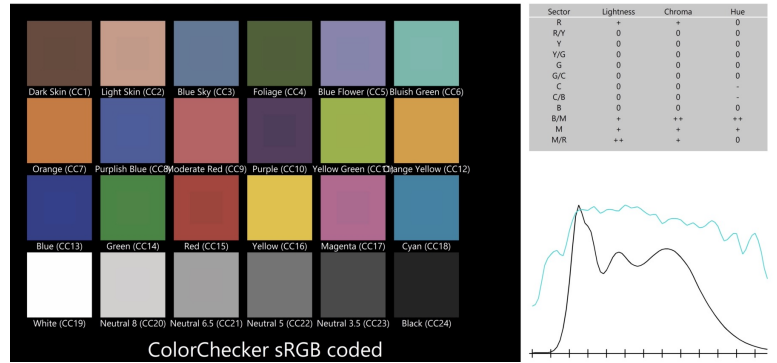 Dark Skin (CC1) Light Skin (CC2) Blue Sky (CC3) Foliage (CC4) Blue Flower (CC5) Bluish Green (CC6)
Orange (CC7) Purplish Blue (CC8) Moderate Red (CC9) Purple (CC10) Yellow Green (CC11) Orange Yellow (CC12)
Blue (CC13) Green (CC14) Red (CC15) Yellow (CC16) Magenta (CC17) Cyan (CC18)
White (CC19) Neutral 8 (CC20) Neutral 6.5 (CC21) Neutral 5 (CC22) Neutral 3.5 (CC23) Black (CC24)
ColorChecker sRGB coded
Sector Lightness Chroma Hue
R + + 0
R/Y 0 0 0
Y 0 0 0
Y/G 0 0 0
G 0 0 0
G/C 0 0 0
C 0 0 -
C/B 0 0 -
B 0 0 0
B/M + ++ ++
M + + +
M/R ++ + 0